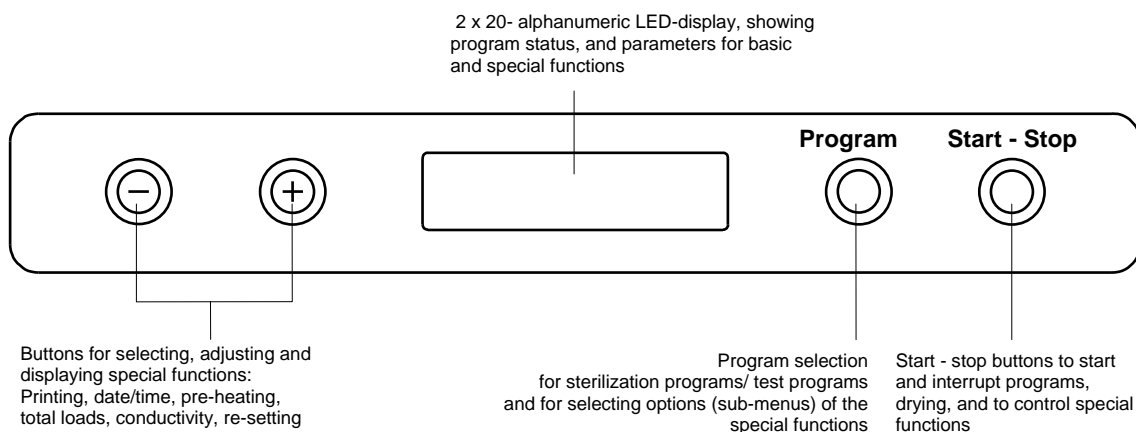 2 x 20- alphanumeric LED-display, showing
program status, and parameters for basic
and special functions
Program
Start - Stop
−
+
Buttons for selecting, adjusting and
displaying special functions:
Printing, date/time, pre-heating,
total loads, conductivity, re-setting
Program selection
for sterilization programs/ test programs
and for selecting options (sub-menus) of the
special functions
Start - stop buttons to start
and interrupt programs,
drying, and to control special
functions